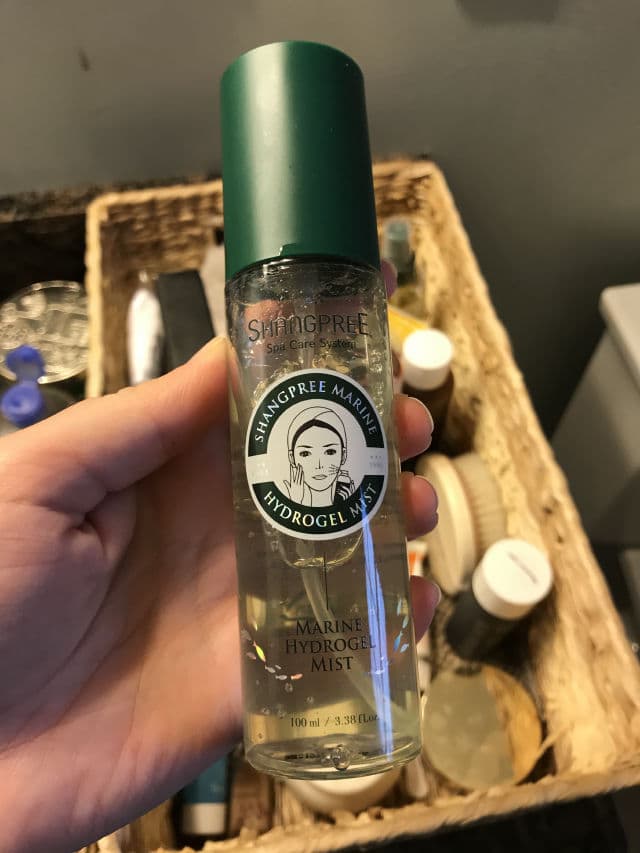 SHANGPREE
Spa Care System
SHANGPREE MARINE
HYDROGEL MIST
MARINE
HYDROGEL
MIST
100 ml / 3.38 fl.oz